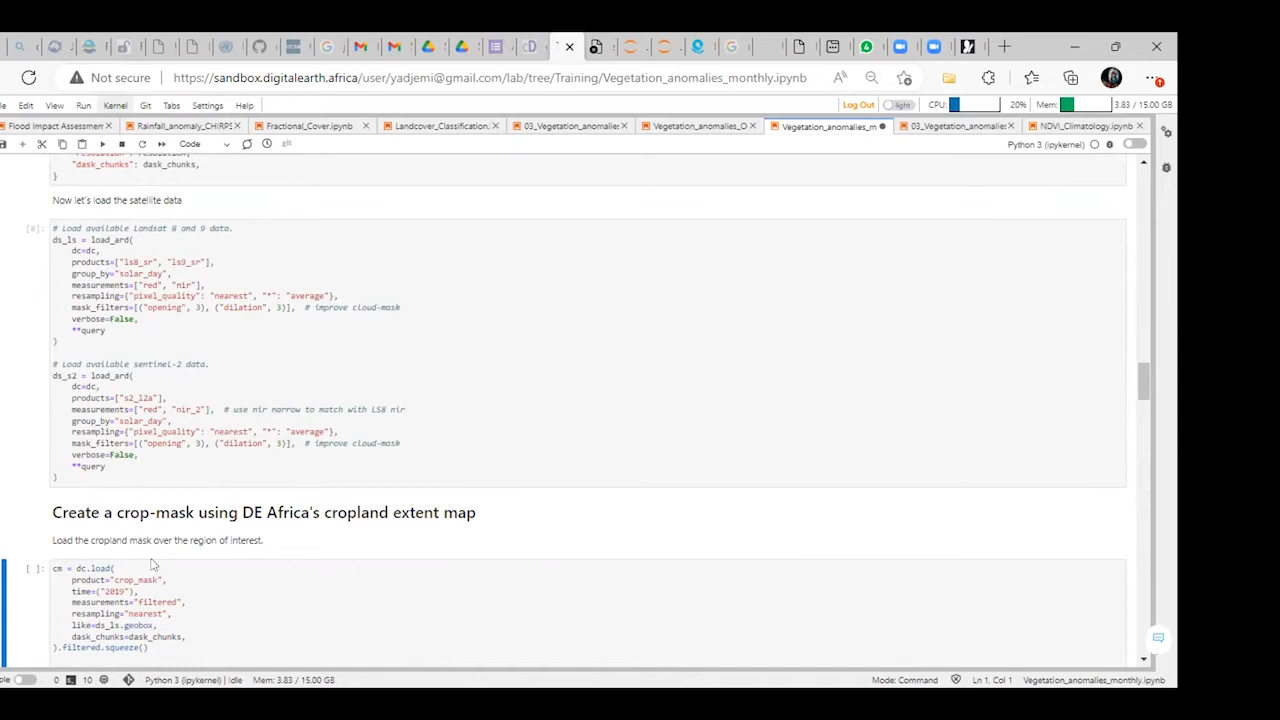 Not secure https://sandbox.digitalearth.africa/user/yadjemi@gmail.com/lab/tree/Training/Vegetation_anomalies_monthly.ipynb
Edit View Run Kernel Git Tabs Settings Help Log Out light CPU: 20% Mem: 3.83 / 15.00 GB
Flood Impact Assessmen Rainfall_anomaly_CHIRPS Fractional_Cover.ipynb Landcover_Classification. 03_Vegetation_anomalies Vegetation_anomalies_O Vegetation_anomalies_m 03_Vegetation_anomalies NDVI_Climatology.ipynb
Code git Python 3 (ipykernel)
"dask_chunks": dask_chunks,
}
Now let's load the satellite data
[8]:
# Load available Landsat 8 and 9 data.
ds_ls = load_ard(
dc=dc,
products=["ls8_sr", "ls9_sr"],
group_by="solar_day",
measurements=["red", "nir"],
resampling={"pixel_quality": "nearest", "*": "average"},
mask_filters=[("opening", 3), ("dilation", 3)], # improve cloud-mask
verbose=False,
**query
)
# Load available sentinel-2 data.
ds_s2 = load_ard(
dc=dc,
products=["s2_l2a"],
measurements=["red", "nir_2"], # use nir narrow to match with LS8 nir
group_by="solar_day",
resampling={"pixel_quality": "nearest", "*": "average"},
mask_filters=[("opening", 3), ("dilation", 3)], # improve cloud-mask
verbose=False,
**query
)
Create a crop-mask using DE Africa's cropland extent map
Load the cropland mask over the region of interest.
[ ]:
cm = dc.load(
product="crop_mask",
time=("2019"),
measurements="filtered",
resampling="nearest",
like=ds_ls.geobox,
dask_chunks=dask_chunks,
).filtered.squeeze()
ple 0 10 Python 3 (ipykernel) | Idle Mem: 3.83 / 15.00 GB Mode: Command Ln 1, Col 1 Vegetation_anomalies_monthly.ipynb